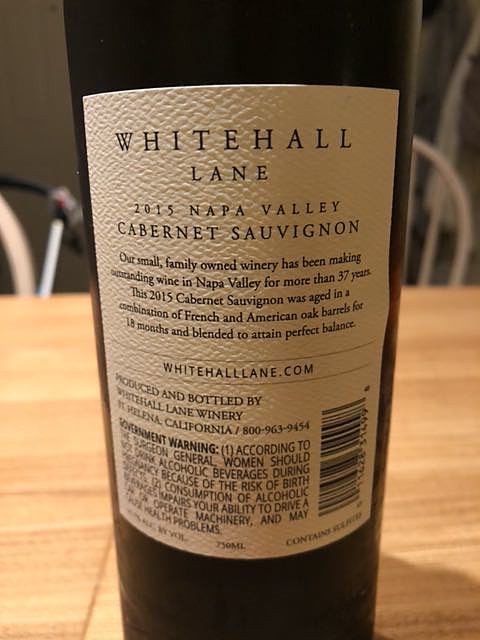 WHITEHALL
LANE
2015 NAPA VALLEY
CABERNET SAUVIGNON
Our small, family owned winery has been making
outstanding wine in Napa Valley for more than 37 years.
This 2015 Cabernet Sauvignon was aged in a
combination of French and American oak barrels for
18 months and blended to attain perfect balance.
WHITEHALLLANE.COM
PRODUCED AND BOTTLED BY
WHITEHALL LANE WINERY
ST. HELENA, CALIFORNIA / 800-963-9454
GOVERNMENT WARNING: (1) ACCORDING TO
THE SURGEON GENERAL, WOMEN SHOULD
NOT DRINK ALCOHOLIC BEVERAGES DURING
PREGNANCY BECAUSE OF THE RISK OF BIRTH
DEFECTS. (2) CONSUMPTION OF ALCOHOLIC
BEVERAGES IMPAIRS YOUR ABILITY TO DRIVE A
CAR OR OPERATE MACHINERY, AND MAY
CAUSE HEALTH PROBLEMS.
ALC. BY VOL. 750ML CONTAINS SULFITES